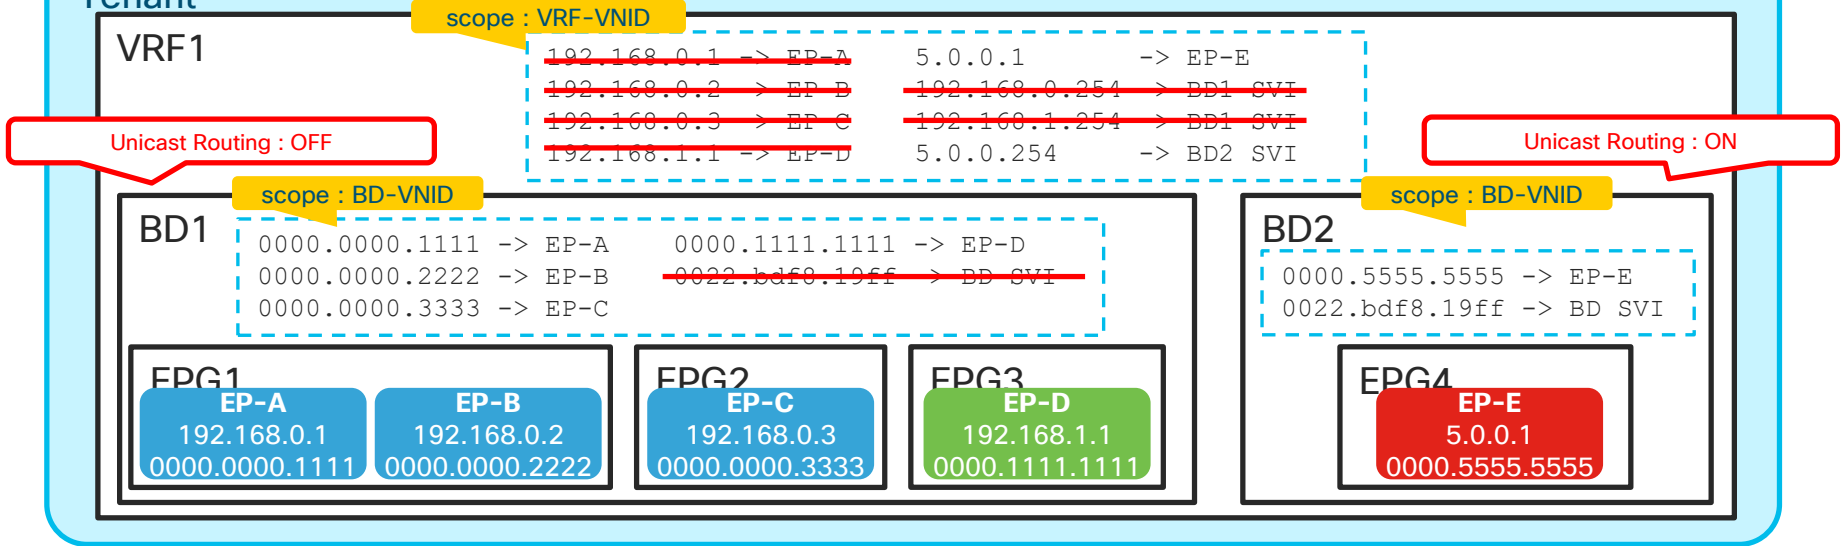 Tenant
scope : VRF-VNID
VRF1
192.168.0.1 -> EP-A 5.0.0.1 -> EP-E
192.168.0.2 -> EP-B 192.168.0.254 -> BD1 SVI
192.168.0.3 -> EP-C 192.168.1.254 -> BD1 SVI
192.168.1.1 -> EP-D 5.0.0.254 -> BD2 SVI
Unicast Routing : OFF
Unicast Routing : ON
scope : BD-VNID
BD1
0000.0000.1111 -> EP-A 0000.1111.1111 -> EP-D
0000.0000.2222 -> EP-B 0022.bdf8.19ff -> BD SVI
0000.0000.3333 -> EP-C
scope : BD-VNID
BD2
0000.5555.5555 -> EP-E
0022.bdf8.19ff -> BD SVI
EPG1
EP-A
192.168.0.1
0000.0000.1111
EP-B
192.168.0.2
0000.0000.2222
EPG2
EP-C
192.168.0.3
0000.0000.3333
EPG3
EP-D
192.168.1.1
0000.1111.1111
EPG4
EP-E
5.0.0.1
0000.5555.5555